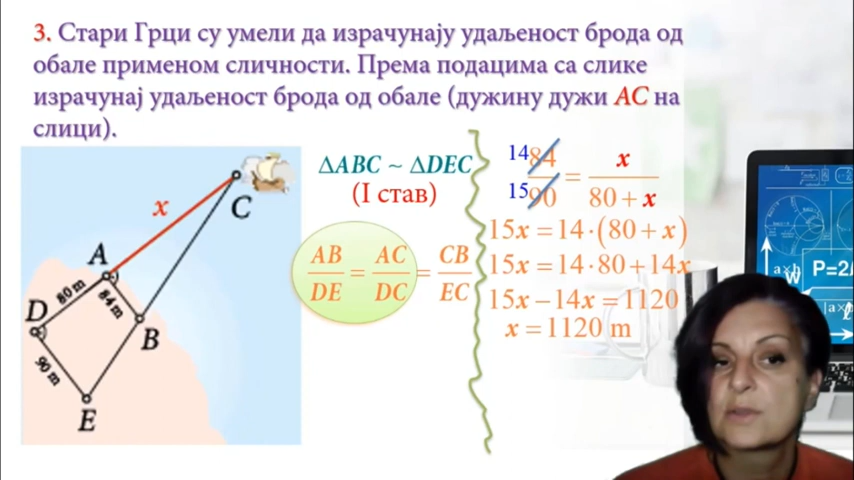 3. Стари Грци су умели да израчунају удаљеност брода од
обале применом сличности. Према подацима са слике
израчунај удаљеност брода од обале (дужину дужи AC на
слици).
x
C
A
D
80 m
84 m
B
90 m
E
ΔABC ~ ΔDEC
(I став)
AB/DE = AC/DC = CB/EC
14 84 / 15 90 = x / 80 + x
15x = 14 · (80 + x)
15x = 14 · 80 + 14x
15x − 14x = 1120
x = 1120 m
P=2